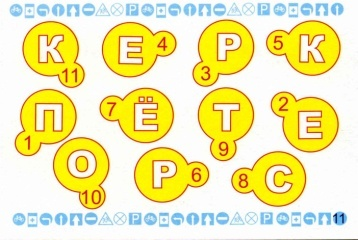 К Е Р К
11 4 3 5
П Ё Т Е
1 7 9 2
О Р С
10 6 8
11